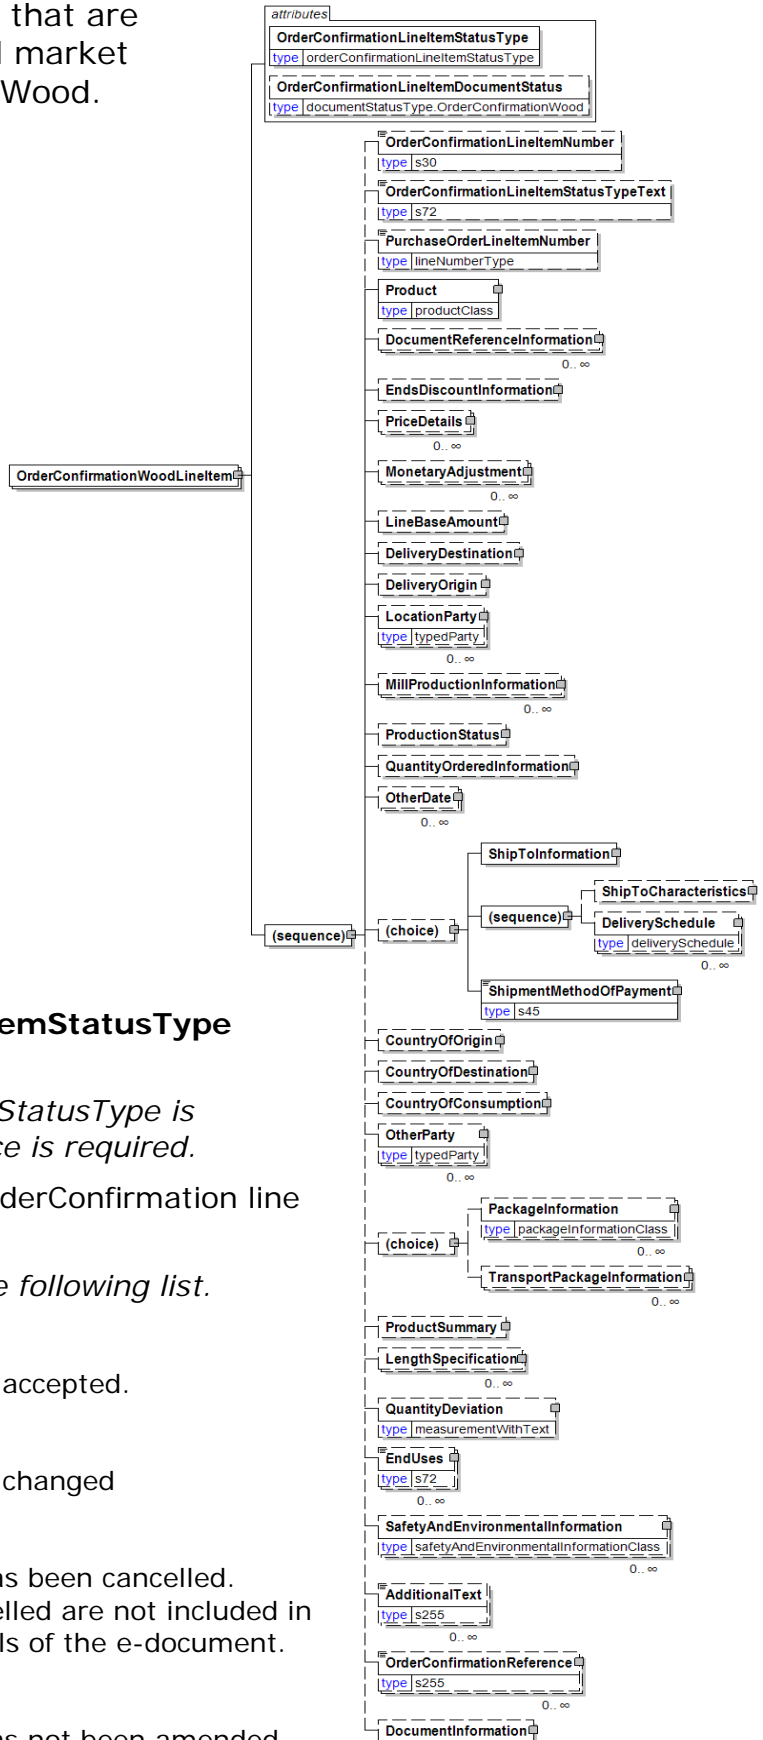 that are
market
Wood.
attributes
OrderConfirmationLineItemStatusType
type orderConfirmationLineItemStatusType
OrderConfirmationLineItemDocumentStatus
type documentStatusType.OrderConfirmationWood
OrderConfirmationLineItemNumber
type s30
OrderConfirmationLineItemStatusTypeText
type s72
PurchaseOrderLineItemNumber
type lineNumberType
Product
type productClass
DocumentReferenceInformation
0.. ∞
EndsDiscountInformation
PriceDetails
0.. ∞
MonetaryAdjustment
0.. ∞
OrderConfirmationWoodLineItem
LineBaseAmount
DeliveryDestination
DeliveryOrigin
LocationParty
type typedParty
0.. ∞
MillProductionInformation
0.. ∞
ProductionStatus
QuantityOrderedInformation
OtherDate
0.. ∞
ShipToInformation
ShipToCharacteristics
(sequence)
DeliverySchedule
type deliverySchedule
0.. ∞
(sequence)
(choice)
ShipmentMethodOfPayment
type s45
emStatusType
CountryOfOrigin
CountryOfDestination
CountryOfConsumption
StatusType is
OtherParty
type typedParty
0.. ∞
ce is required.
derConfirmation line
PackageInformation
type packageInformationClass
0.. ∞
(choice)
TransportPackageInformation
0.. ∞
e following list.
ProductSummary
LengthSpecification
0.. ∞
accepted.
QuantityDeviation
type measurementWithText
EndUses
type s72
0.. ∞
changed
SafetyAndEnvironmentalInformation
type safetyAndEnvironmentalInformationClass
0.. ∞
as been cancelled.
AdditionalText
type s255
0.. ∞
elled are not included in
ls of the e-document.
OrderConfirmationReference
type s255
0.. ∞
as not been amended
DocumentInformation